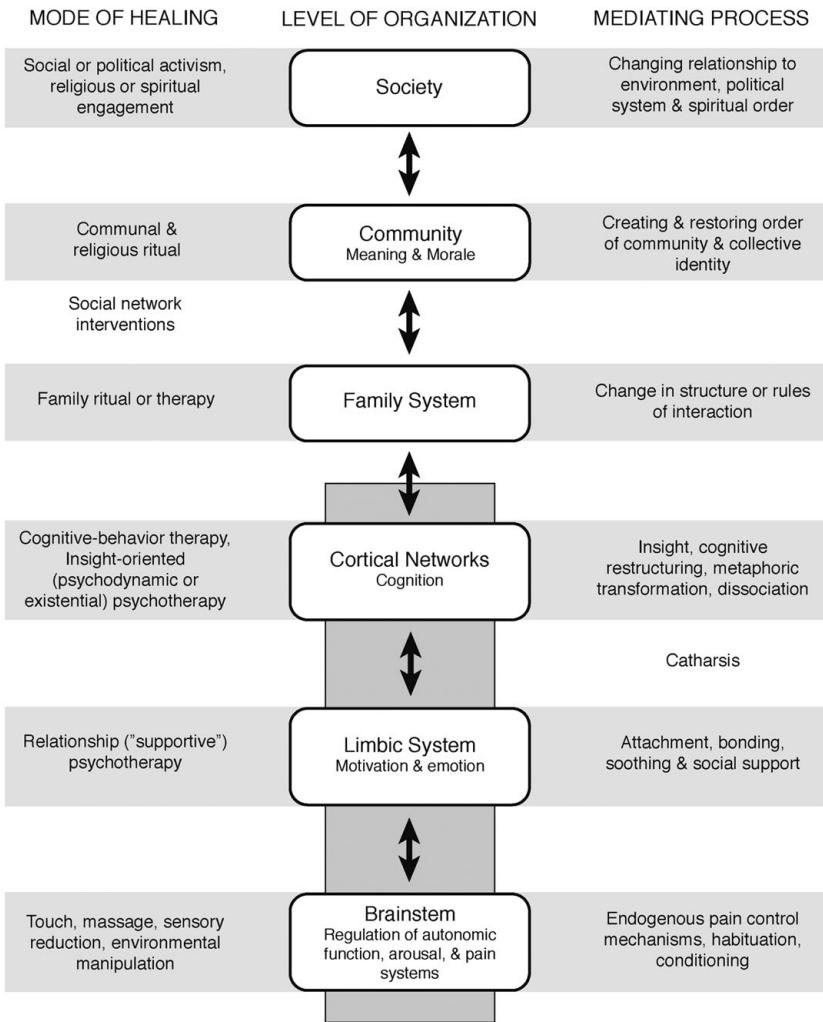 MODE OF HEALING
LEVEL OF ORGANIZATION
MEDIATING PROCESS
Social or political activism,
religious or spiritual
engagement
Society
Changing relationship to
environment, political
system & spiritual order
Communal &
religious ritual
Community
Meaning & Morale
Creating & restoring order
of community & collective
identity
Social network
interventions
Family ritual or therapy
Family System
Change in structure or rules
of interaction
Cognitive-behavior therapy,
Insight-oriented
(psychodynamic or
existential) psychotherapy
Cortical Networks
Cognition
Insight, cognitive
restructuring, metaphoric
transformation, dissociation
Catharsis
Relationship ("supportive")
psychotherapy
Limbic System
Motivation & emotion
Attachment, bonding,
soothing & social support
Touch, massage, sensory
reduction, environmental
manipulation
Brainstem
Regulation of autonomic
function, arousal, & pain
systems
Endogenous pain control
mechanisms, habituation,
conditioning